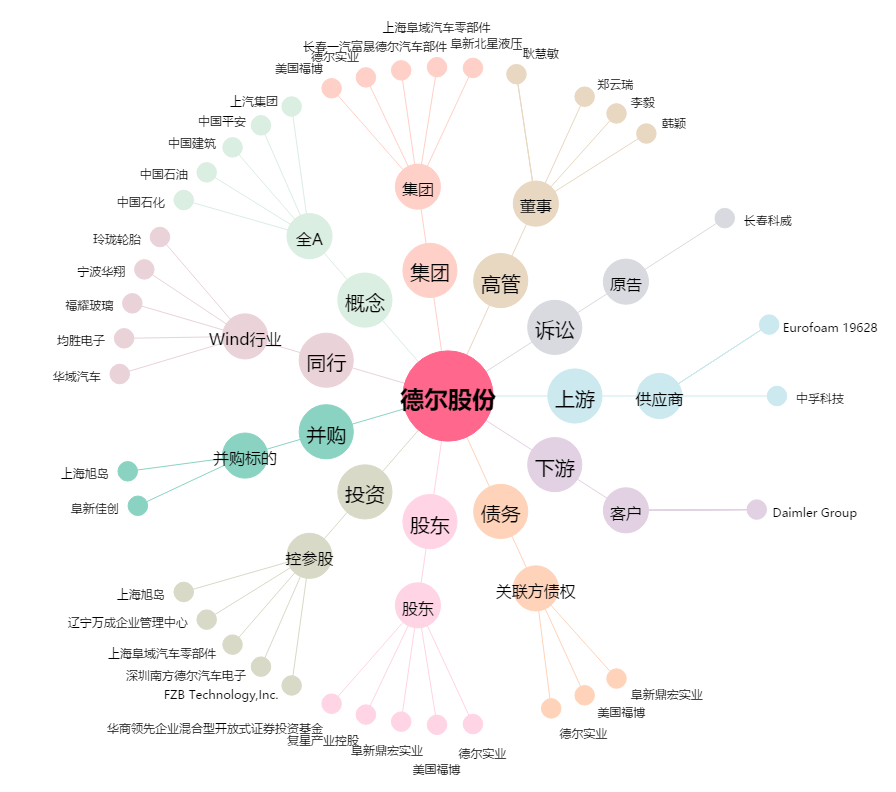 上海阜域汽车零部件
长春一汽富晟德尔汽车部件
阜新北星液压
德尔实业
美国福博
耿慧敏
郑云瑞
李毅
韩颖
上汽集团
中国平安
中国建筑
中国石油
中国石化
集团
董事
全A
集团
高管
概念
诉讼
原告
长春科威
玲珑轮胎
宁波华翔
福耀玻璃
均胜电子
华域汽车
Wind行业
同行
德尔股份
上游
供应商
Eurofoam 19628
中孚科技
并购
并购标的
上海旭岛
阜新佳创
下游
客户
Daimler Group
投资
控参股
上海旭岛
辽宁万成企业管理中心
上海阜域汽车零部件
深圳南方德尔汽车电子
FZB Technology,Inc.
股东
股东
华商领先企业混合型开放式证券投资基金
复星产业控股
阜新鼎宏实业
美国福博
德尔实业
债务
关联方债权
阜新鼎宏实业
美国福博
德尔实业